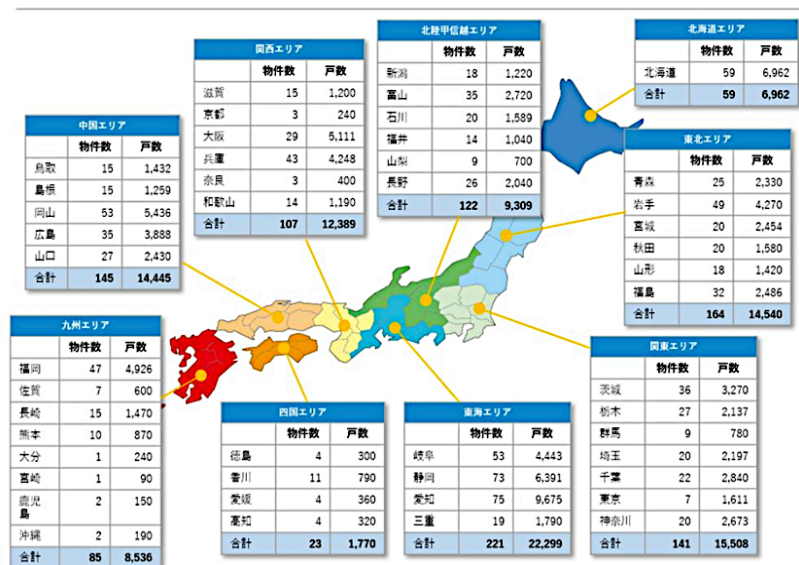 北海道エリア
物件数 戸数
北海道 59 6,962
合計 59 6,962
北陸甲信越エリア
物件数 戸数
新潟 18 1,220
富山 35 2,720
石川 20 1,589
福井 14 1,040
山梨 9 700
長野 26 2,040
合計 122 9,309
関西エリア
物件数 戸数
滋賀 15 1,200
京都 3 240
大阪 29 5,111
兵庫 43 4,248
奈良 3 400
和歌山 14 1,190
合計 107 12,389
中国エリア
物件数 戸数
鳥取 15 1,432
島根 15 1,259
岡山 53 5,436
広島 35 3,888
山口 27 2,430
合計 145 14,445
東北エリア
物件数 戸数
青森 25 2,330
岩手 49 4,270
宮城 20 2,454
秋田 20 1,580
山形 18 1,420
福島 32 2,486
合計 164 14,540
九州エリア
物件数 戸数
福岡 47 4,926
佐賀 7 600
長崎 15 1,470
熊本 10 870
大分 1 240
宮崎 1 90
鹿児
島 2 150
沖縄 2 190
合計 85 8,536
四国エリア
物件数 戸数
徳島 4 300
香川 11 790
愛媛 4 360
高知 4 320
合計 23 1,770
東海エリア
物件数 戸数
岐阜 53 4,443
静岡 73 6,391
愛知 75 9,675
三重 19 1,790
合計 221 22,299
関東エリア
物件数 戸数
茨城 36 3,270
栃木 27 2,137
群馬 9 780
埼玉 20 2,197
千葉 22 2,840
東京 7 1,611
神奈川 20 2,673
合計 141 15,508